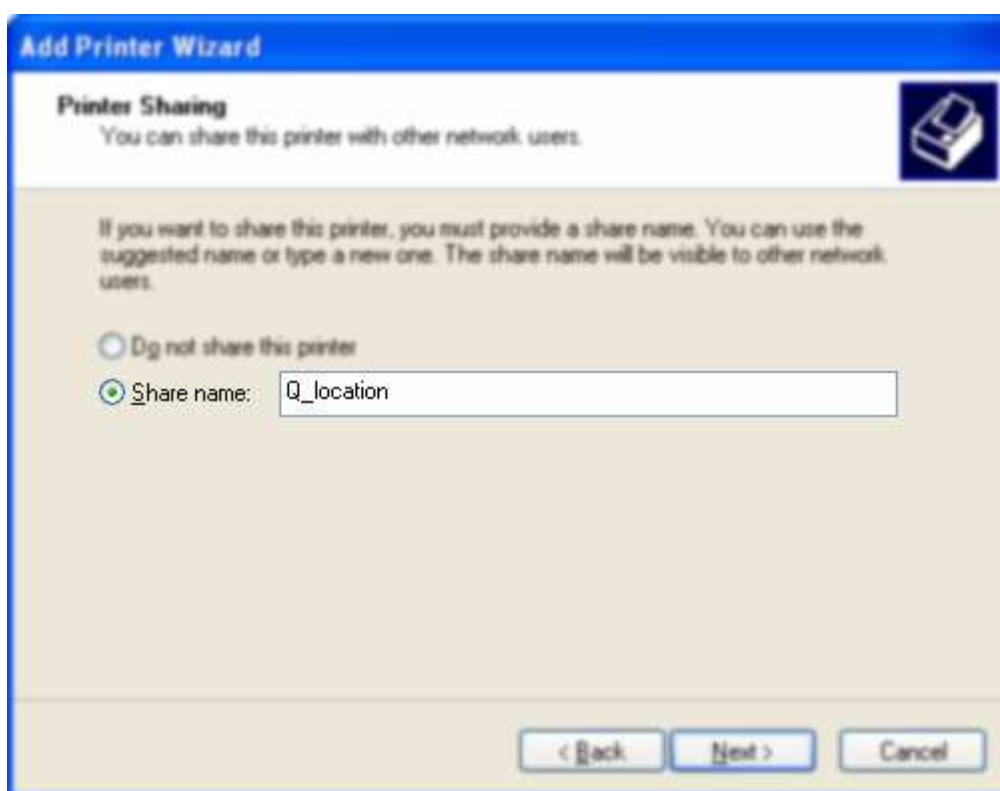 Add Printer Wizard
Printer Sharing
You can share this printer with other network users.
If you want to share this printer, you must provide a share name. You can use the
suggested name or type a new one. The share name will be visible to other network
users.
Do not share this printer
Share name: Q_location
< Back Next > Cancel